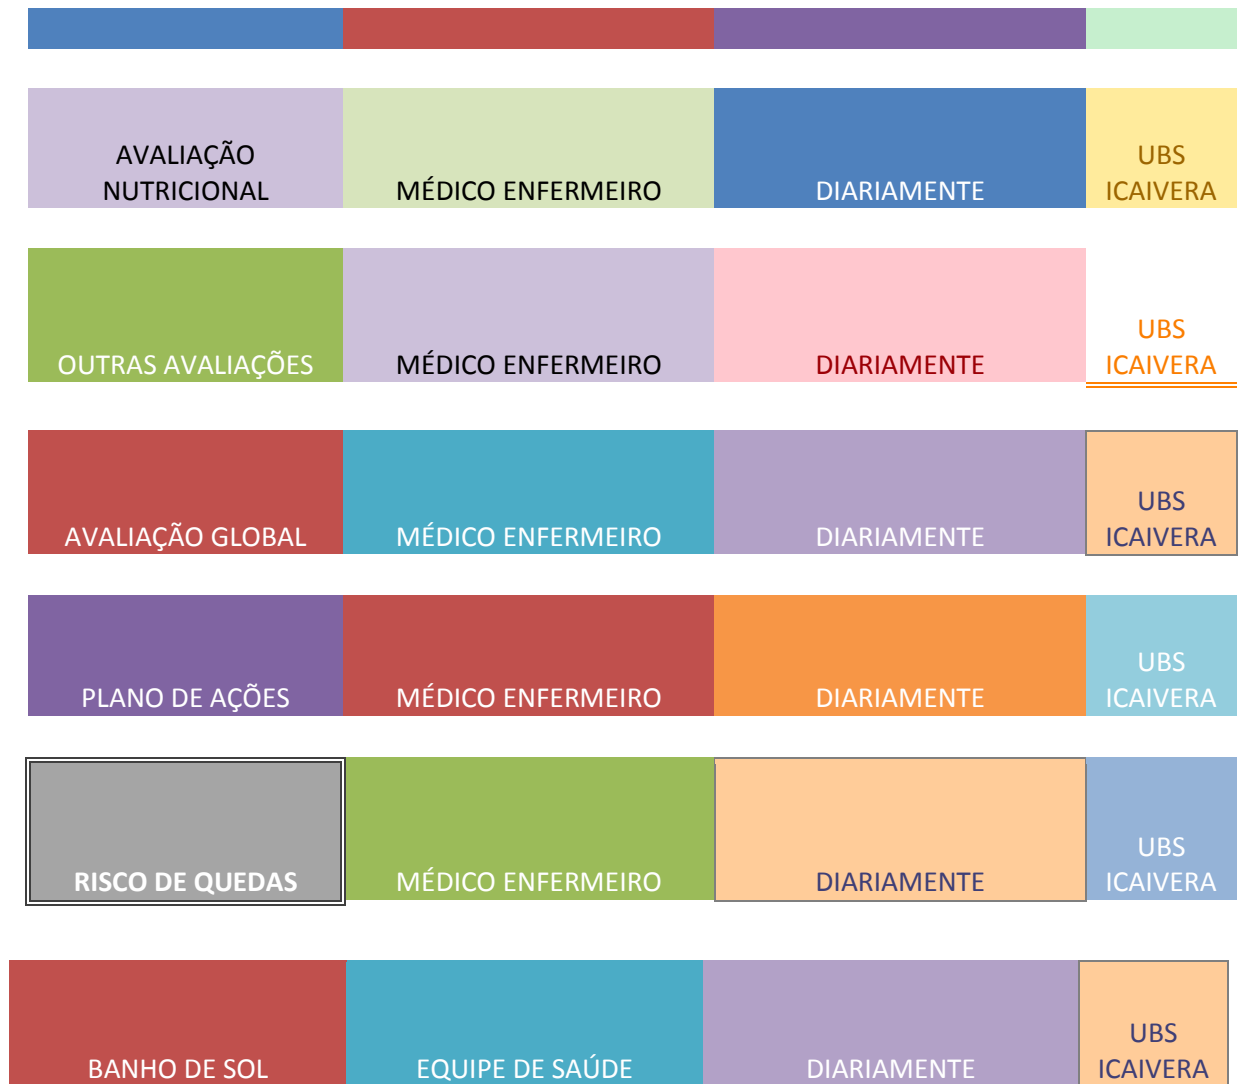 AVALIAÇÃO
NUTRICIONAL
MÉDICO ENFERMEIRO
DIARIAMENTE
UBS
ICAIVERA
OUTRAS AVALIAÇÕES
MÉDICO ENFERMEIRO
DIARIAMENTE
UBS
ICAIVERA
AVALIAÇÃO GLOBAL
MÉDICO ENFERMEIRO
DIARIAMENTE
UBS
ICAIVERA
PLANO DE AÇÕES
MÉDICO ENFERMEIRO
DIARIAMENTE
UBS
ICAIVERA
RISCO DE QUEDAS
MÉDICO ENFERMEIRO
DIARIAMENTE
UBS
ICAIVERA
BANHO DE SOL
EQUIPE DE SAÚDE
DIARIAMENTE
UBS
ICAIVERA